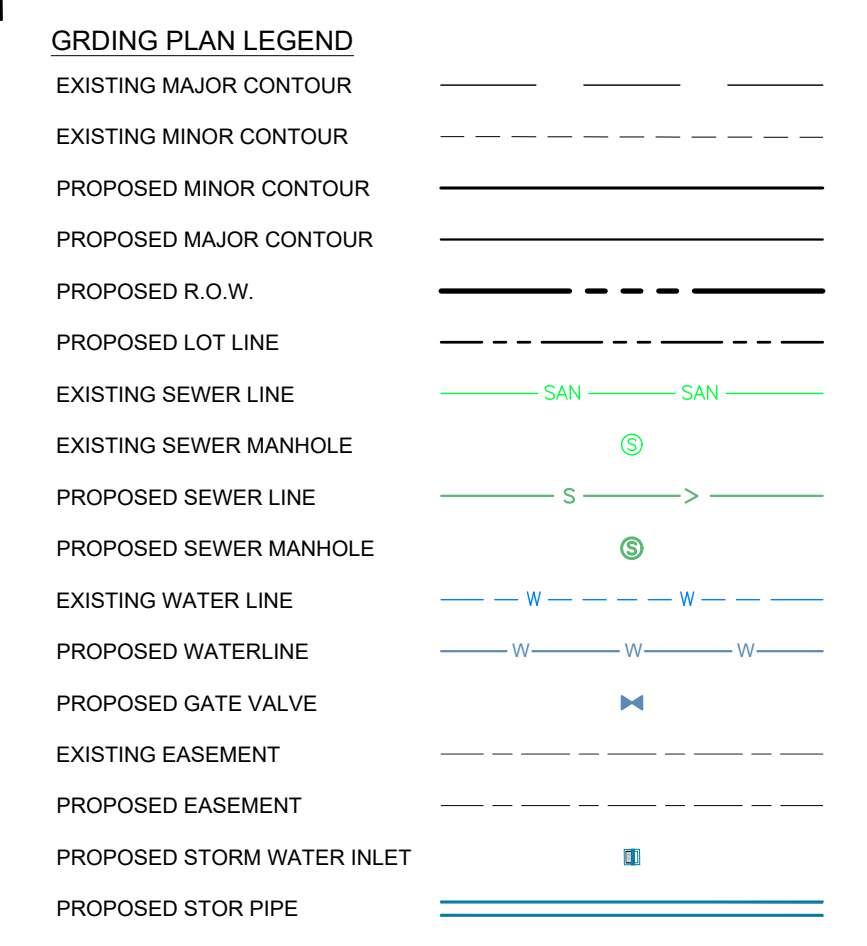 GRDING PLAN LEGEND
EXISTING MAJOR CONTOUR
EXISTING MINOR CONTOUR
PROPOSED MINOR CONTOUR
PROPOSED MAJOR CONTOUR
PROPOSED R.O.W.
PROPOSED LOT LINE
EXISTING SEWER LINE SAN SAN
EXISTING SEWER MANHOLE S
PROPOSED SEWER LINE S >
PROPOSED SEWER MANHOLE S
EXISTING WATER LINE W W
PROPOSED WATERLINE W W W
PROPOSED GATE VALVE
EXISTING EASEMENT
PROPOSED EASEMENT
PROPOSED STORM WATER INLET
PROPOSED STOR PIPE